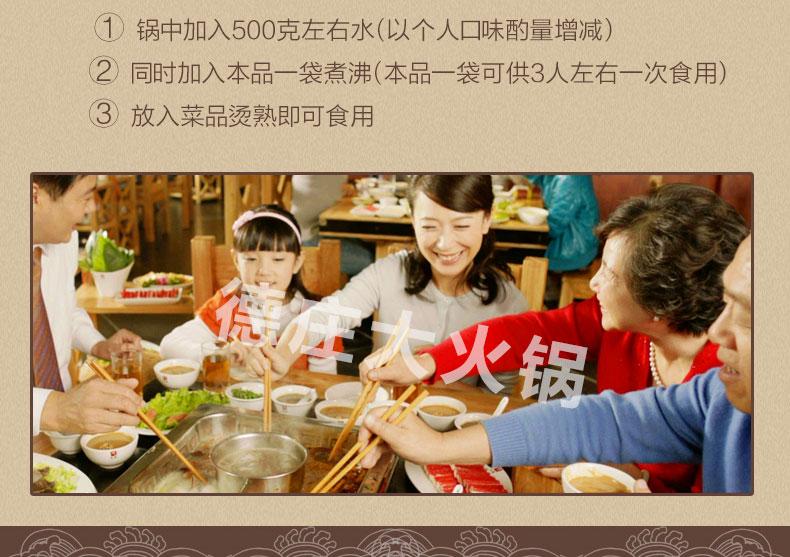 ① 锅中加入500克左右水(以个人口味酌量增减)
② 同时加入本品一袋煮沸(本品一袋可供3人左右一次食用)
③ 放入菜品烫熟即可食用
德庄大火锅